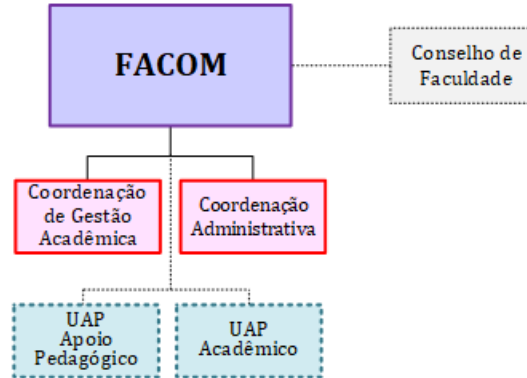 FACOM
Conselho de
Faculdade
Coordenação
de Gestão
Acadêmica
Coordenação
Administrativa
UAP
Apoio
Pedagógico
UAP
Acadêmico